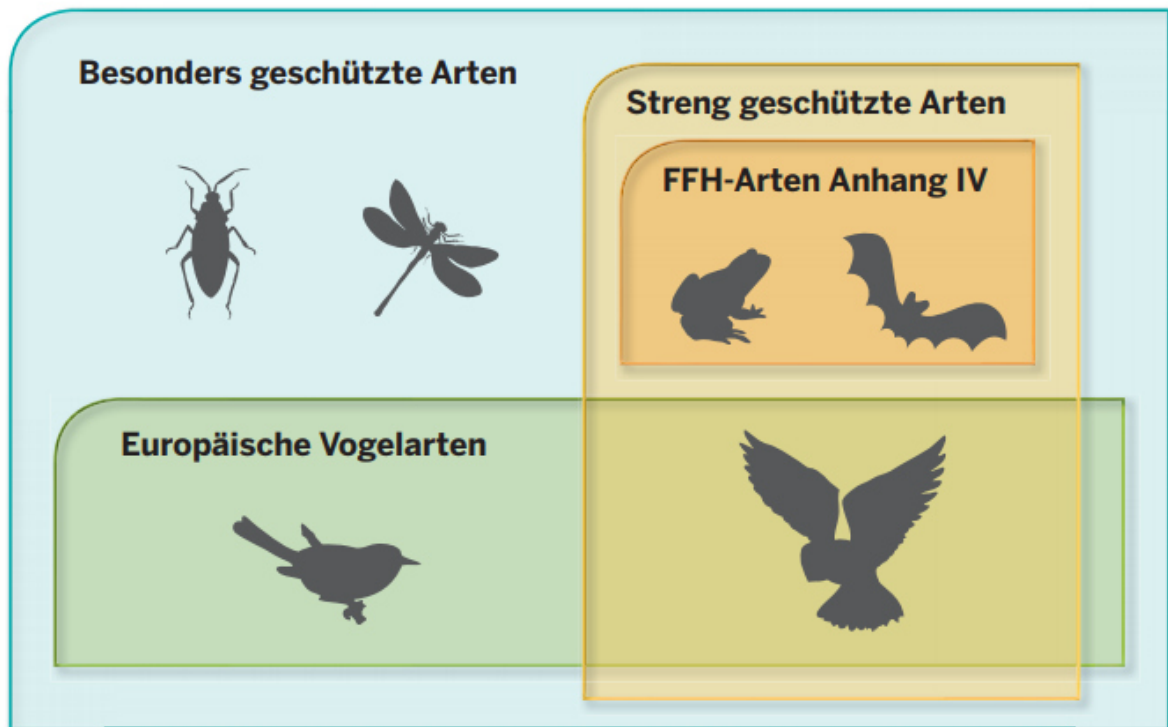 Besonders geschützte Arten
Streng geschützte Arten
FFH-Arten Anhang IV
Europäische Vogelarten